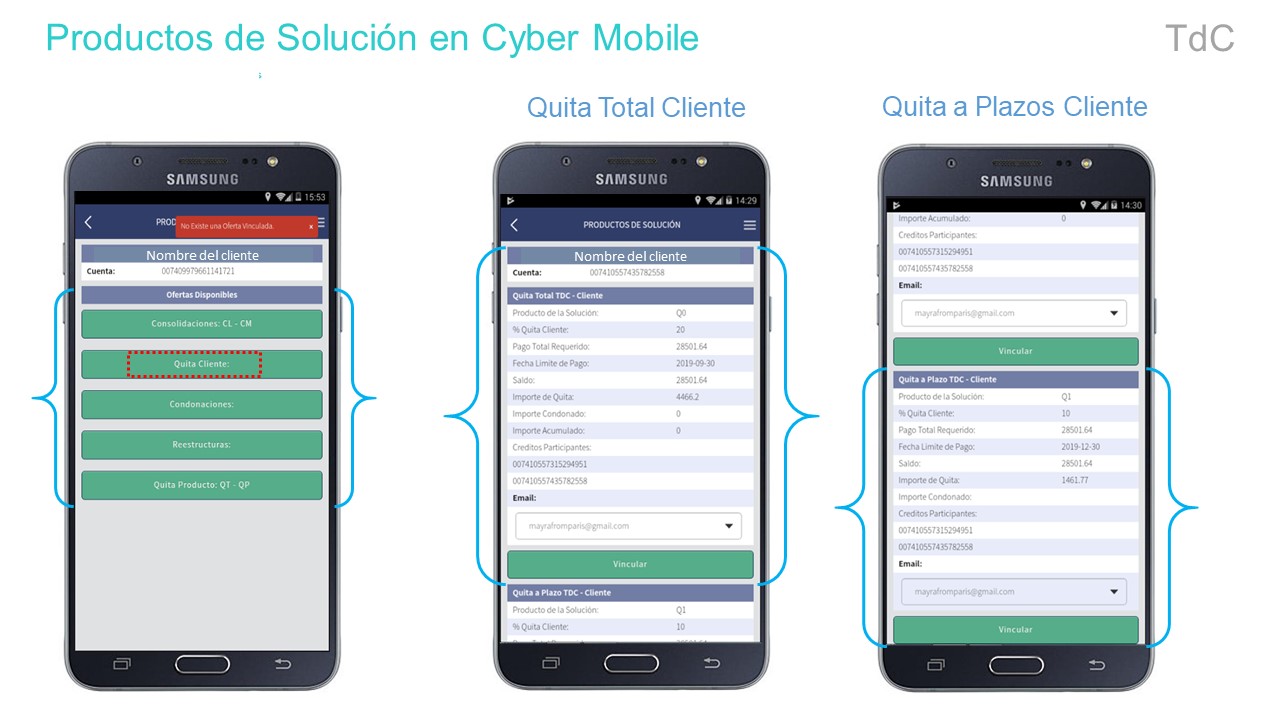 Productos de Solución en Cyber Mobile
TdC
Quita Total Cliente
Quita a Plazos Cliente
SAMSUNG
15:53
PROD
No Existe una Oferta Vinculada.
x
Nombre del cliente
Cuenta: 007409979661141721
Ofertas Disponibles
Consolidaciones: CL - CM
Quita Cliente:
Condonaciones:
Reestructuras:
Quita Producto: QT - QP
SAMSUNG
14:29
PRODUCTOS DE SOLUCIÓN
Nombre del cliente
Cuenta: 007410557435782558
Quita Total TDC - Cliente
Producto de la Solución: Q0
% Quita Cliente: 20
Pago Total Requerido: 28501.64
Fecha Limite de Pago: 2019-09-30
Saldo: 28501.64
Importe de Quita: 4466.2
Importe Condonado: 0
Importe Acumulado: 0
Creditos Participantes:
007410557315294951
007410557435782558
Email:
mayrafromparis@gmail.com
Vincular
Quita a Plazo TDC - Cliente
Producto de la Solución: Q1
% Quita Cliente: 10
SAMSUNG
14:30
Importe Acumulado: 0
Creditos Participantes:
007410557315294951
007410557435782558
Email:
mayrafromparis@gmail.com
Vincular
Quita a Plazo TDC - Cliente
Producto de la Solución: Q1
% Quita Cliente: 10
Pago Total Requerido: 28501.64
Fecha Limite de Pago: 2019-12-30
Saldo: 28501.64
Importe de Quita: 1461.77
Importe Condonado:
Creditos Participantes:
007410557315294951
007410557435782558
Email:
mayrafromparis@gmail.com
Vincular